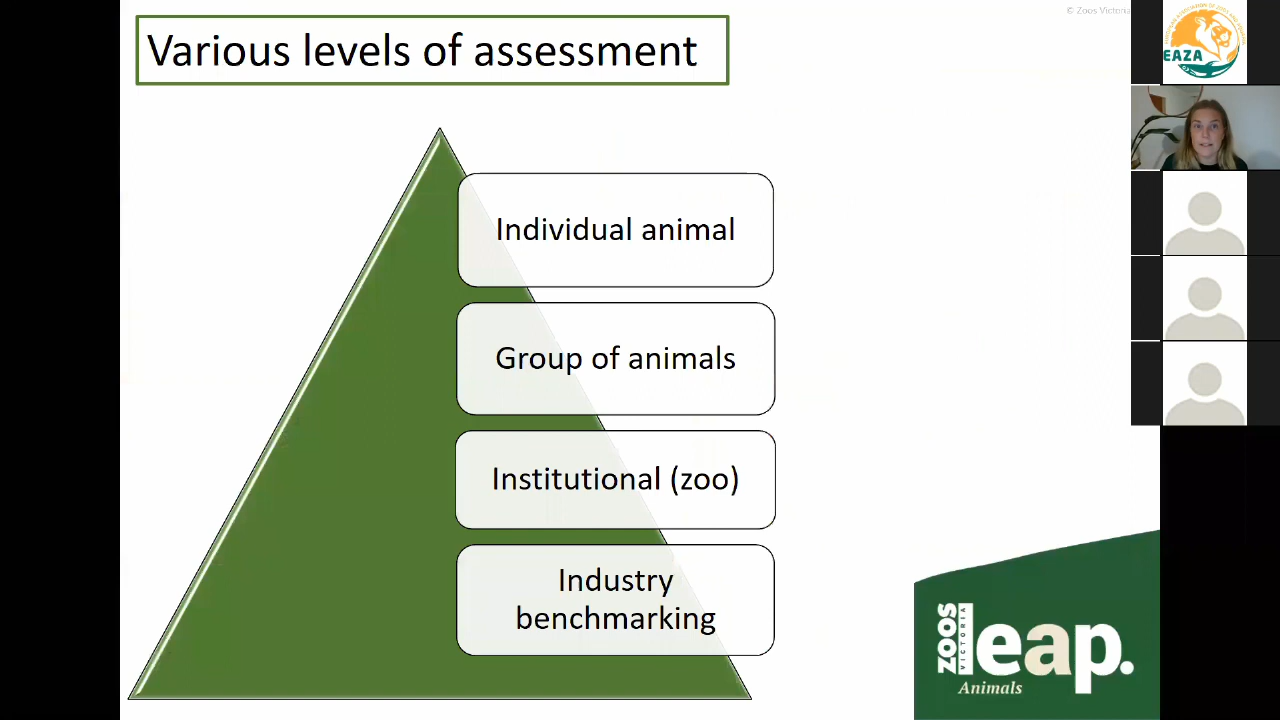 Various levels of assessment
© Zoos Victoria
EAZA
Individual animal
Group of animals
Institutional (zoo)
Industry
benchmarking
ZOOS
VICTORIA
leap.
Animals